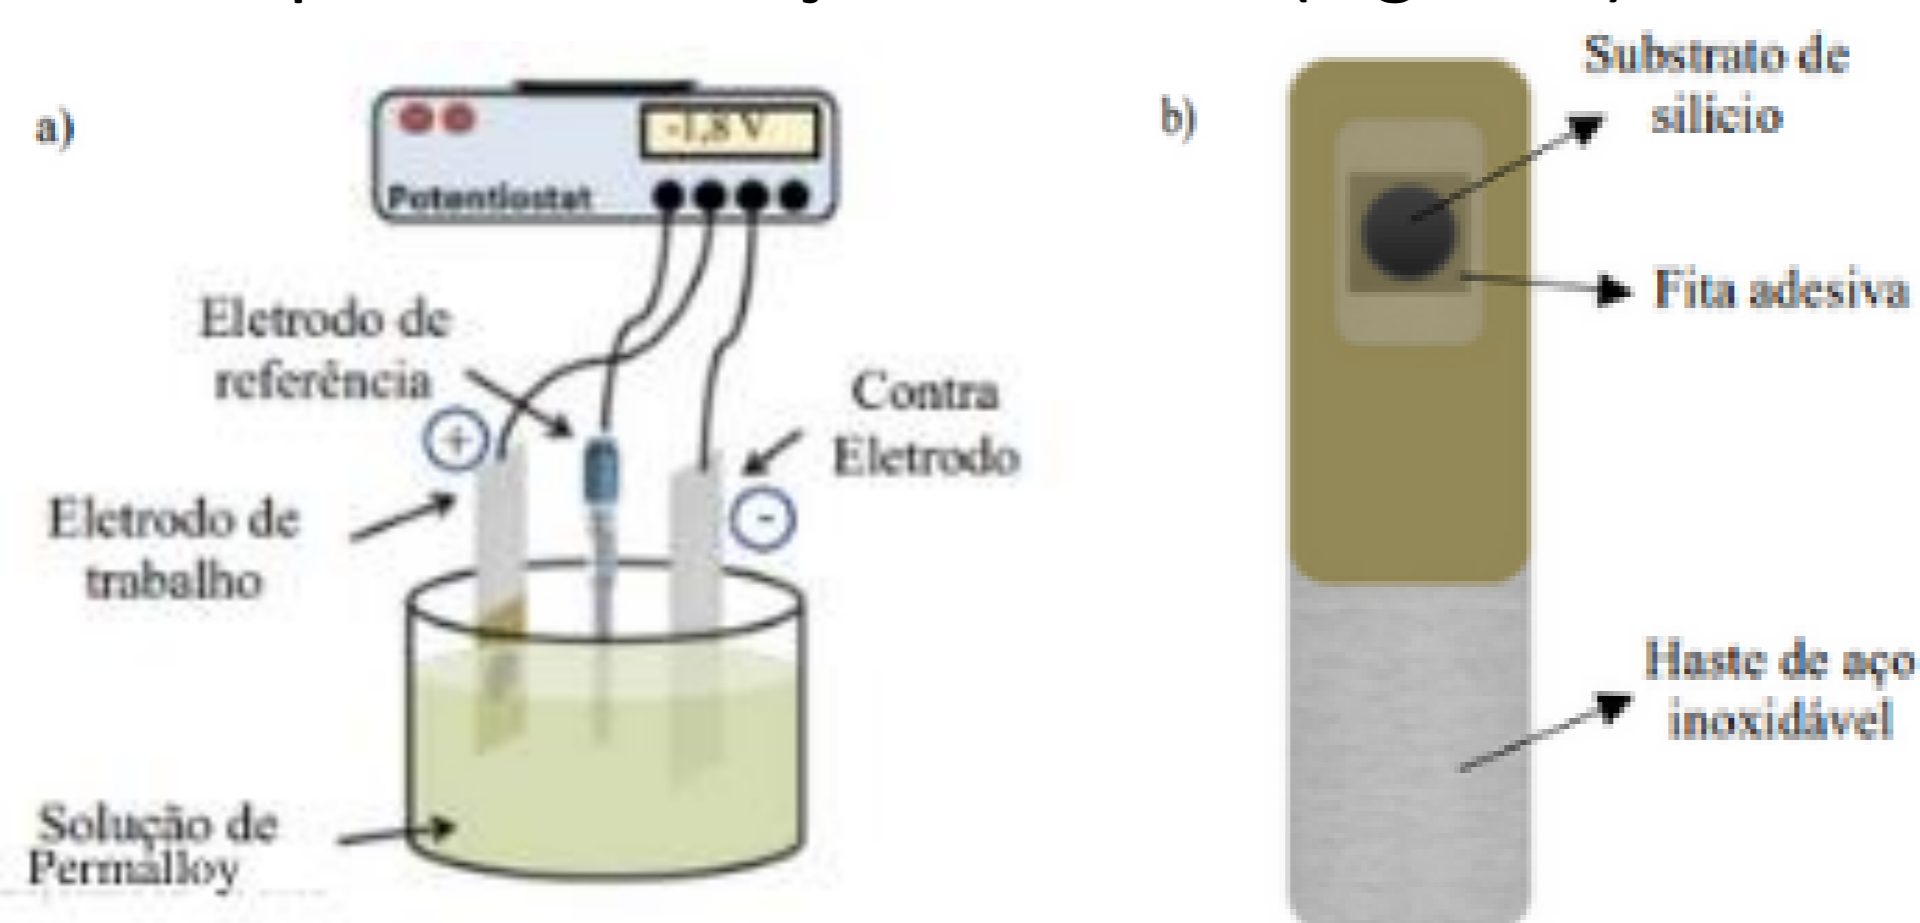 a)
-1,8 V
Potentiostat
Eletrodo de
referência
+
Contra
Eletrodo
-
Eletrodo de
trabalho
Solução de
Permalloy
b)
Substrato de
silício
Fita adesiva
Haste de aço
inoxidável